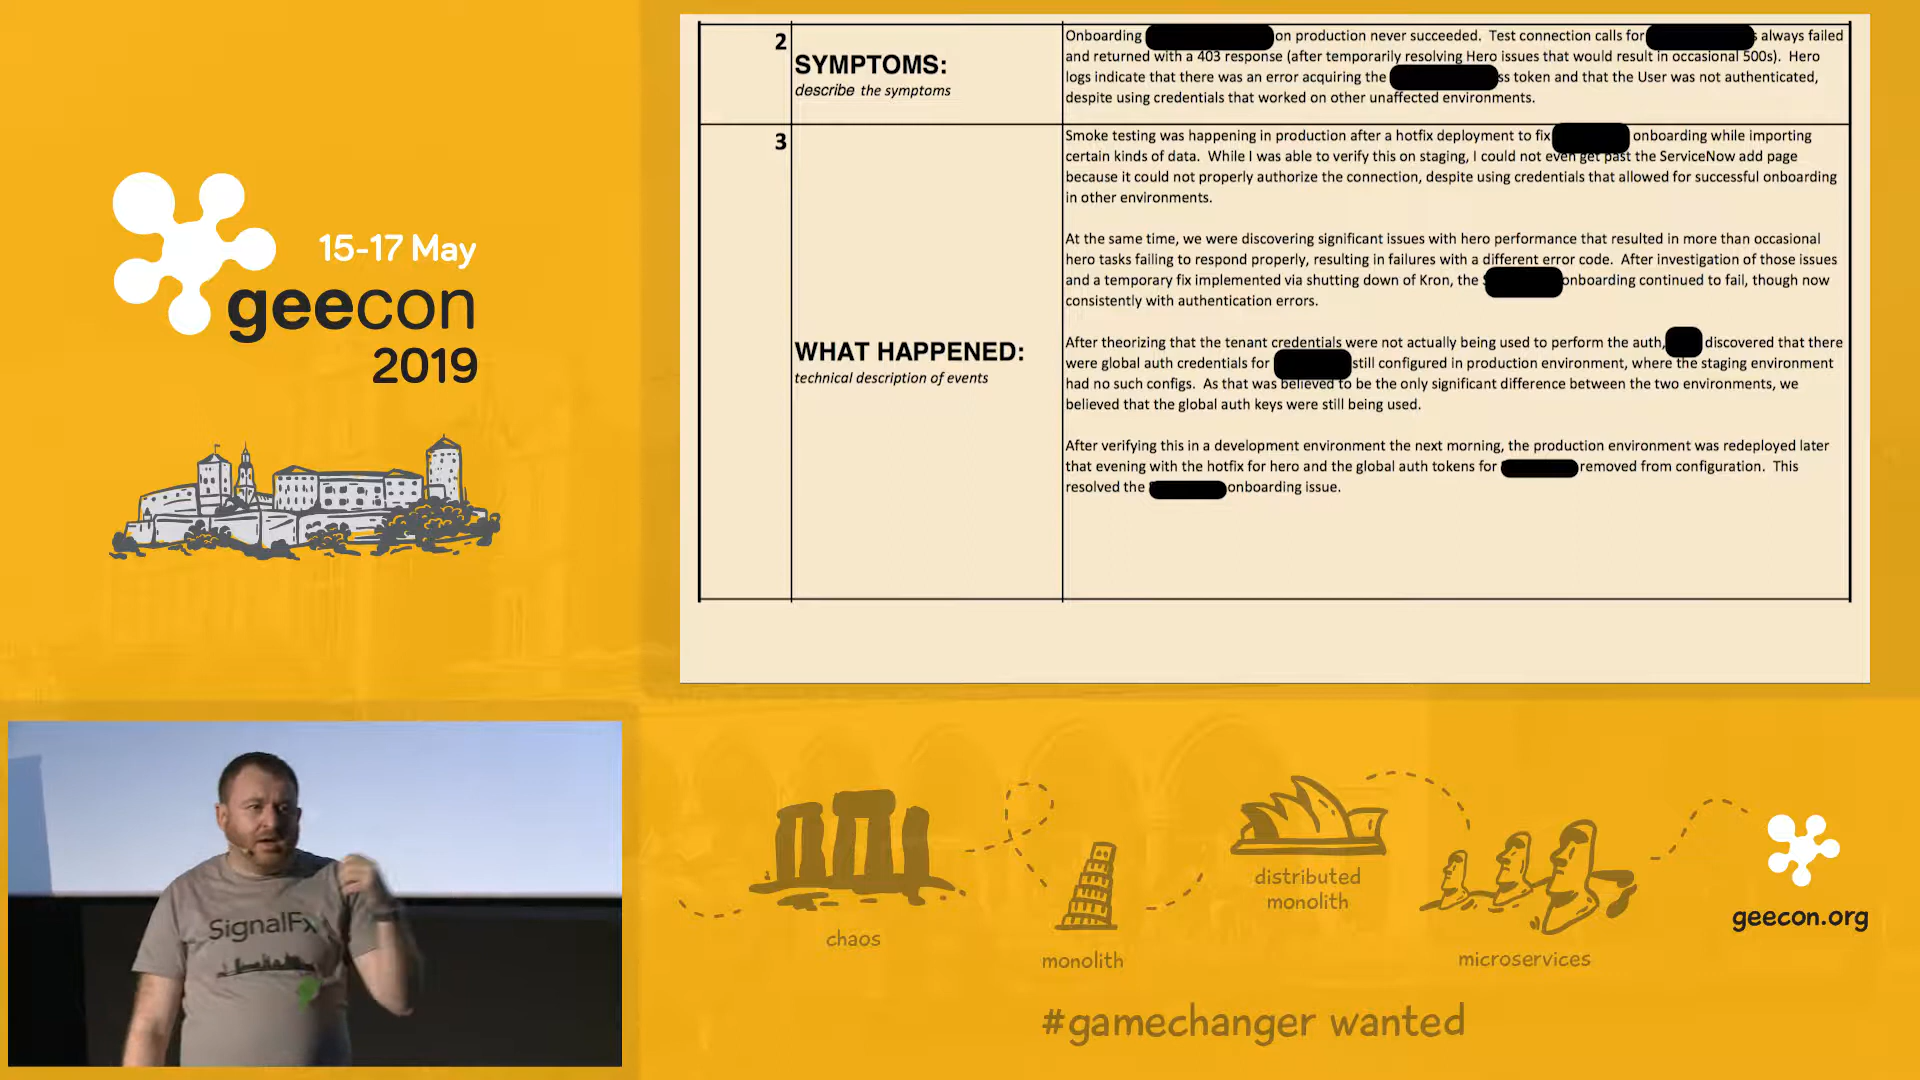 15-17 May
geecon
2019
2
SYMPTOMS:
describe the symptoms
Onboarding on production never succeeded. Test connection calls for s always failed
and returned with a 403 response (after temporarily resolving Hero issues that would result in occasional 500s). Hero
logs indicate that there was an error acquiring the ss token and that the User was not authenticated,
despite using credentials that worked on other unaffected environments.
3
WHAT HAPPENED:
technical description of events
Smoke testing was happening in production after a hotfix deployment to fix onboarding while importing
certain kinds of data. While I was able to verify this on staging, I could not even get past the ServiceNow add page
because it could not properly authorize the connection, despite using credentials that allowed for successful onboarding
in other environments.
At the same time, we were discovering significant issues with hero performance that resulted in more than occasional
hero tasks failing to respond properly, resulting in failures with a different error code. After investigation of those issues
and a temporary fix implemented via shutting down of Kron, the onboarding continued to fail, though now
consistently with authentication errors.
After theorizing that the tenant credentials were not actually being used to perform the auth, discovered that there
were global auth credentials for still configured in production environment, where the staging environment
had no such configs. As that was believed to be the only significant difference between the two environments, we
believed that the global auth keys were still being used.
After verifying this in a development environment the next morning, the production environment was redeployed later
that evening with the hotfix for hero and the global auth tokens for removed from configuration. This
resolved the onboarding issue.
SignalFx
chaos
monolith
distributed
monolith
microservices
geecon.org
#gamechanger wanted